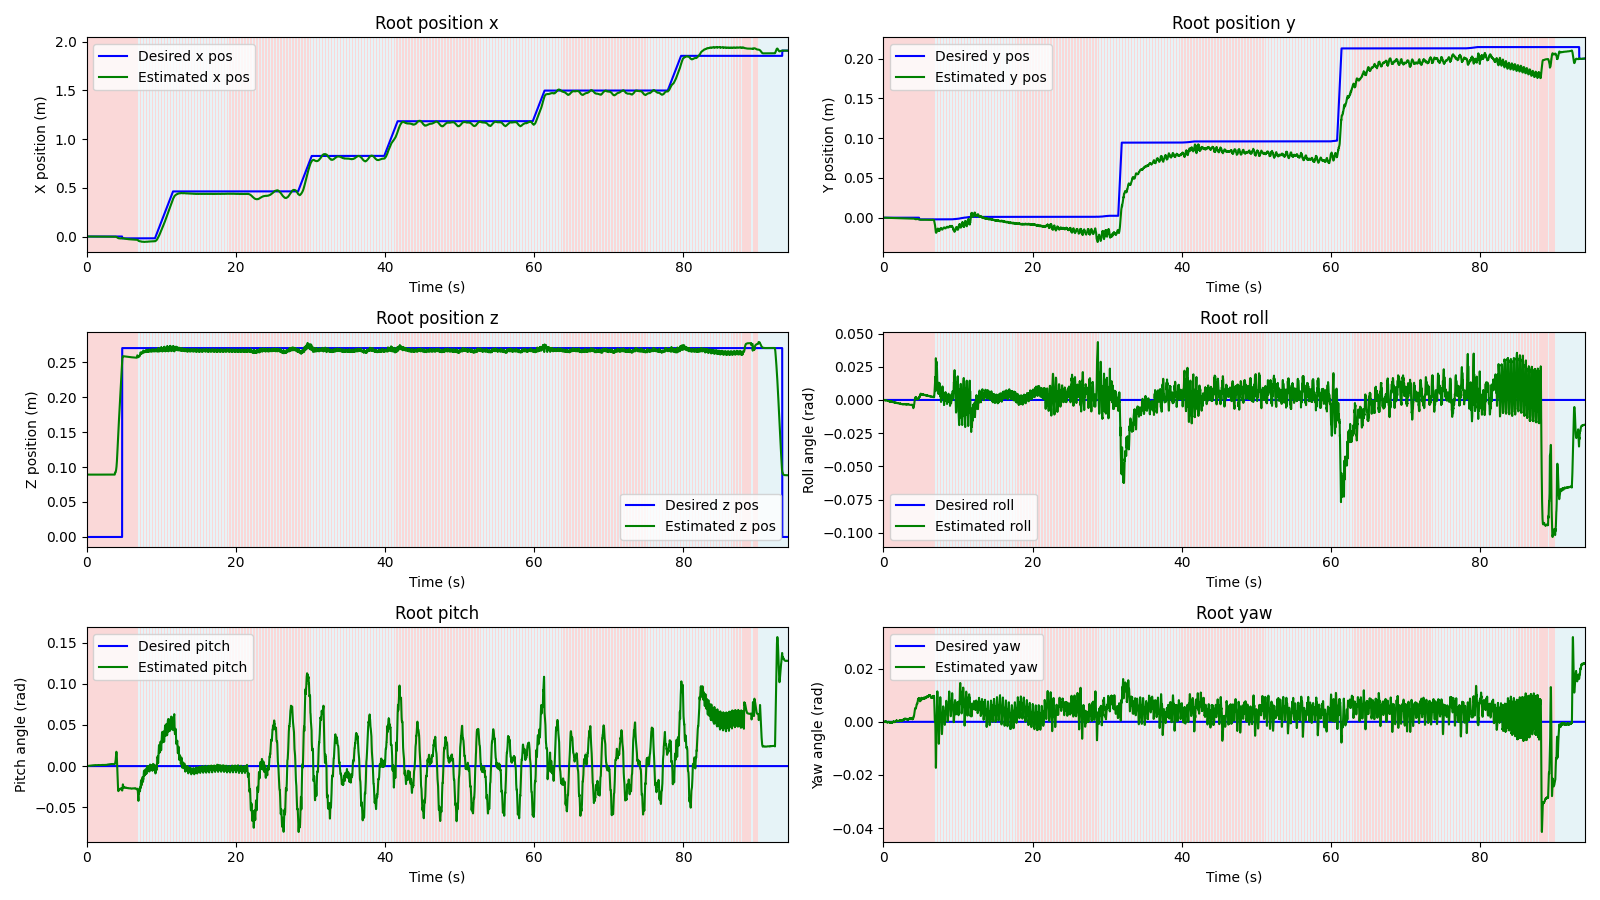 Root position x
2.0
1.5
1.0
0.5
0.0
X position (m)
Desired x pos
Estimated x pos
0 20 40 60 80
Time (s)
Root position y
0.20
0.15
0.10
0.05
0.00
Y position (m)
Desired y pos
Estimated y pos
0 20 40 60 80
Time (s)
Root position z
0.25
0.20
0.15
0.10
0.05
0.00
Z position (m)
Desired z pos
Estimated z pos
0 20 40 60 80
Time (s)
Root roll
0.050
0.025
0.000
−0.025
−0.050
−0.075
−0.100
Roll angle (rad)
Desired roll
Estimated roll
0 20 40 60 80
Time (s)
Root pitch
0.15
0.10
0.05
0.00
−0.05
Pitch angle (rad)
Desired pitch
Estimated pitch
0 20 40 60 80
Time (s)
Root yaw
0.02
0.00
−0.02
−0.04
Yaw angle (rad)
Desired yaw
Estimated yaw
0 20 40 60 80
Time (s)